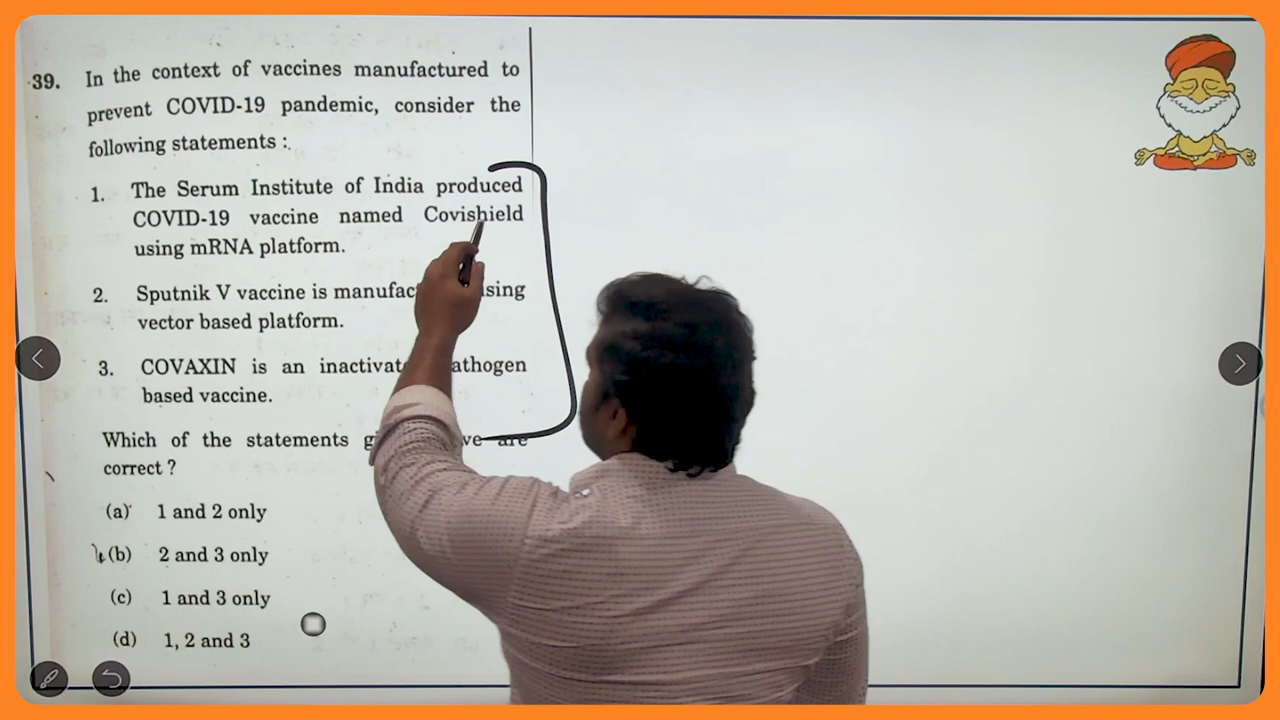 39. In the context of vaccines manufactured to
prevent COVID-19 pandemic, consider the
following statements :
1. The Serum Institute of India produced
COVID-19 vaccine named Covishield
using mRNA platform.
2. Sputnik V vaccine is
vector based platform.
3. COVAXIN is an
based vaccine.
Which of the statements
correct ?
(a) 1 and 2 only
(b) 2 and 3 only
(c) 1 and 3 only
(d) 1, 2 and 3